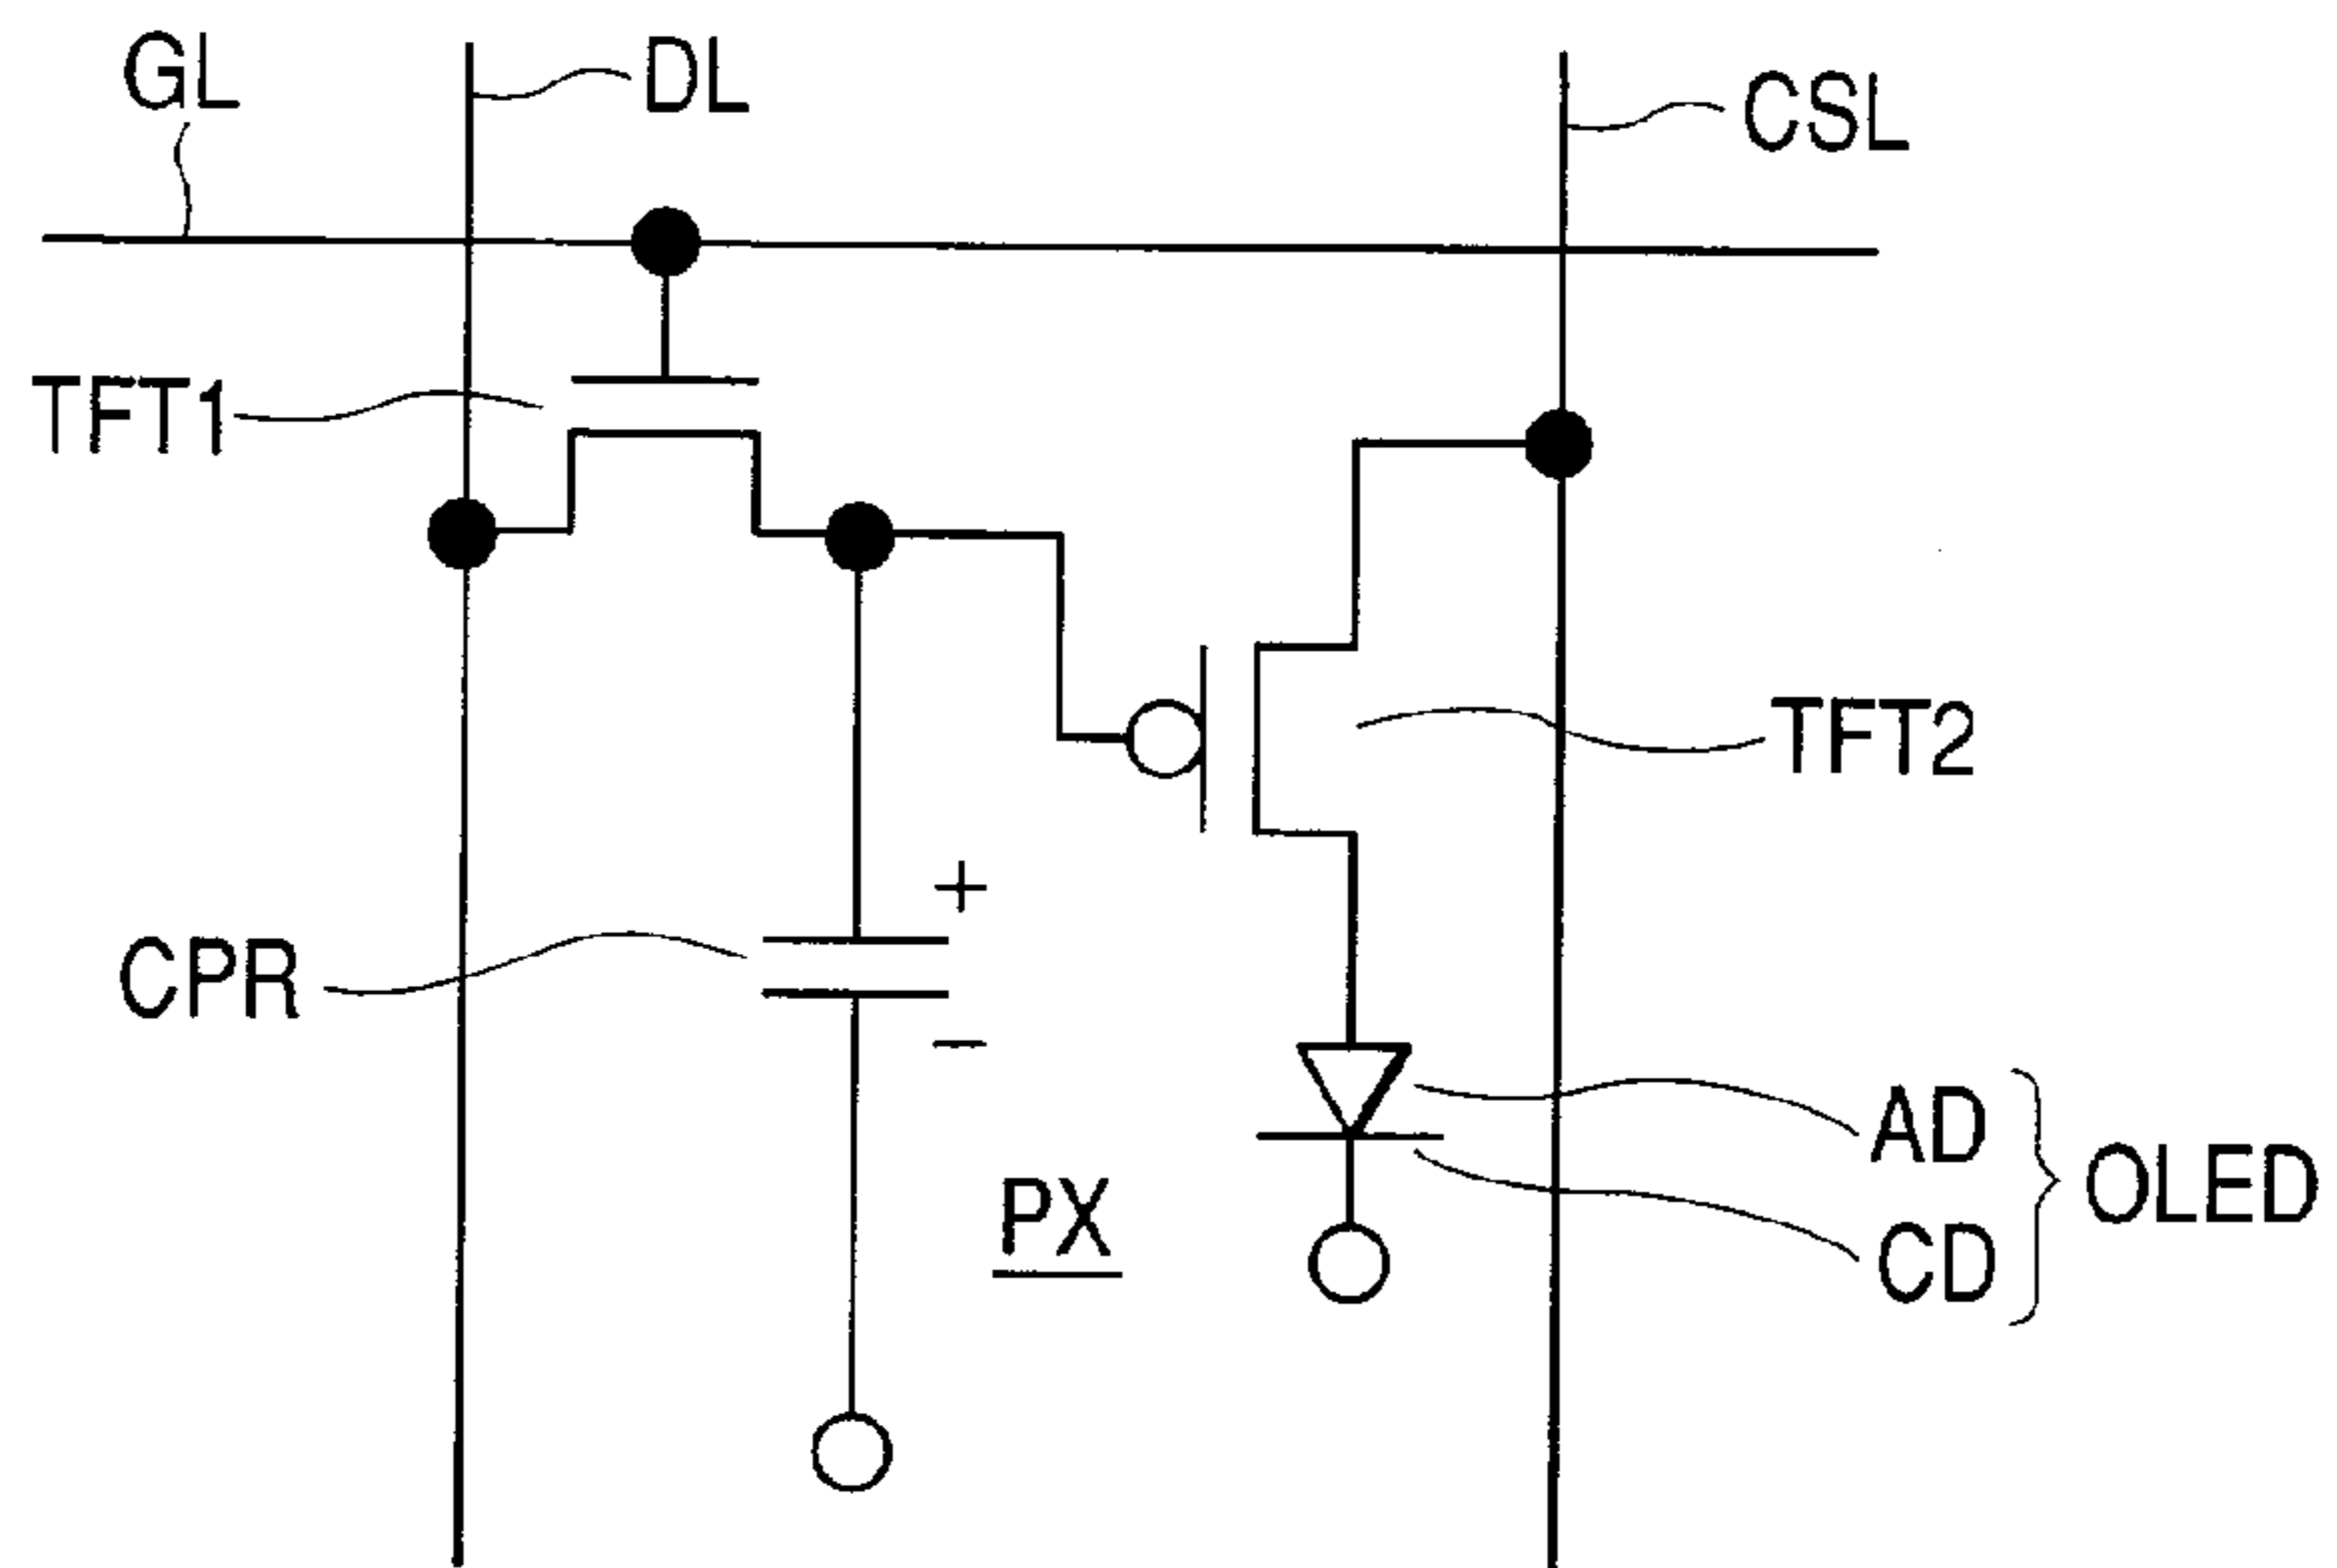 GL
DL
CSL
TFT1
TFT2
+
CPR
−
AD
OLED
PX
CD